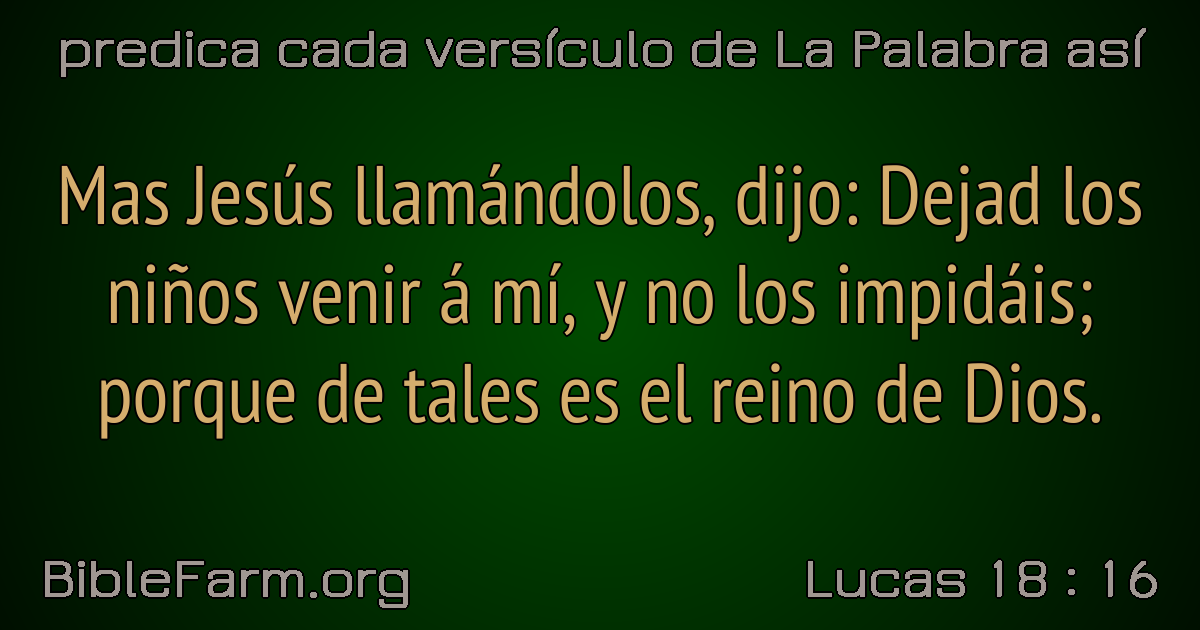 predica cada versículo de La Palabra así
Mas Jesús llamándolos, dijo: Dejad los
niños venir á mí, y no los impidáis;
porque de tales es el reino de Dios.
BibleFarm.org
Lucas 18 : 16